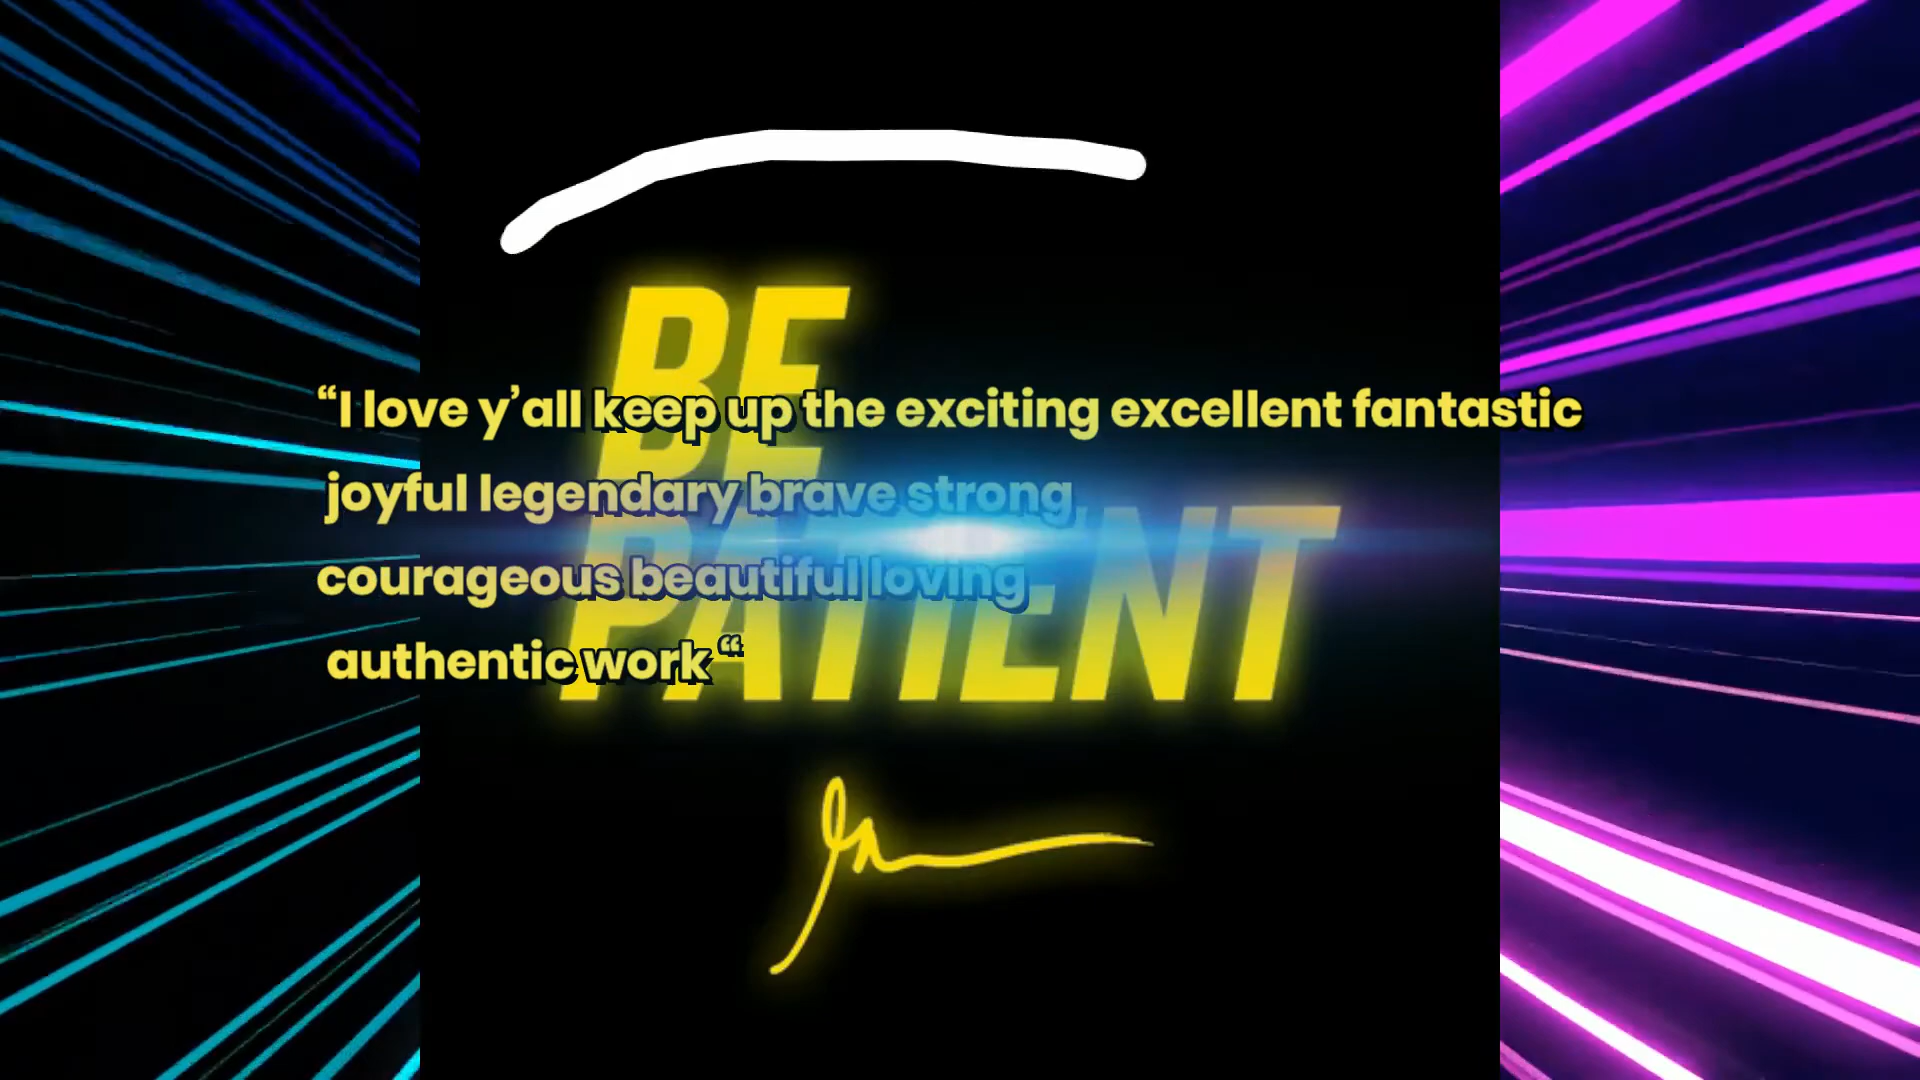 BE
“I love y’all keep up the exciting excellent fantastic
joyful legendary brave strong,
courageous beautiful loving
PATIENT
authentic work “